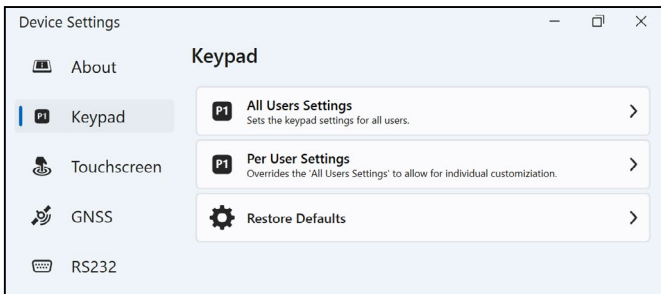 Device Settings
About
Keypad
Touchscreen
GNSS
RS232
Keypad
P1
All Users Settings
Sets the keypad settings for all users.
P1
Per User Settings
Overrides the 'All Users Settings' to allow for individual customiziation.
Restore Defaults
P1